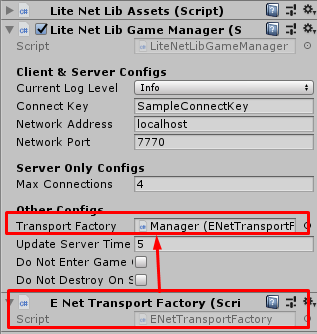 Lite Net Lib Assets (Script)
Lite Net Lib Game Manager (S
Script LiteNetLibGameManager
Client & Server Configs
Current Log Level Info
Connect Key SampleConnectKey
Network Address localhost
Network Port 7770
Server Only Configs
Max Connections 4
Other Configs
Transport Factory Manager (ENetTransportF
Update Server Time 5
Do Not Enter Game (
Do Not Destroy On S
E Net Transport Factory (Scri
Script ENetTransportFactory